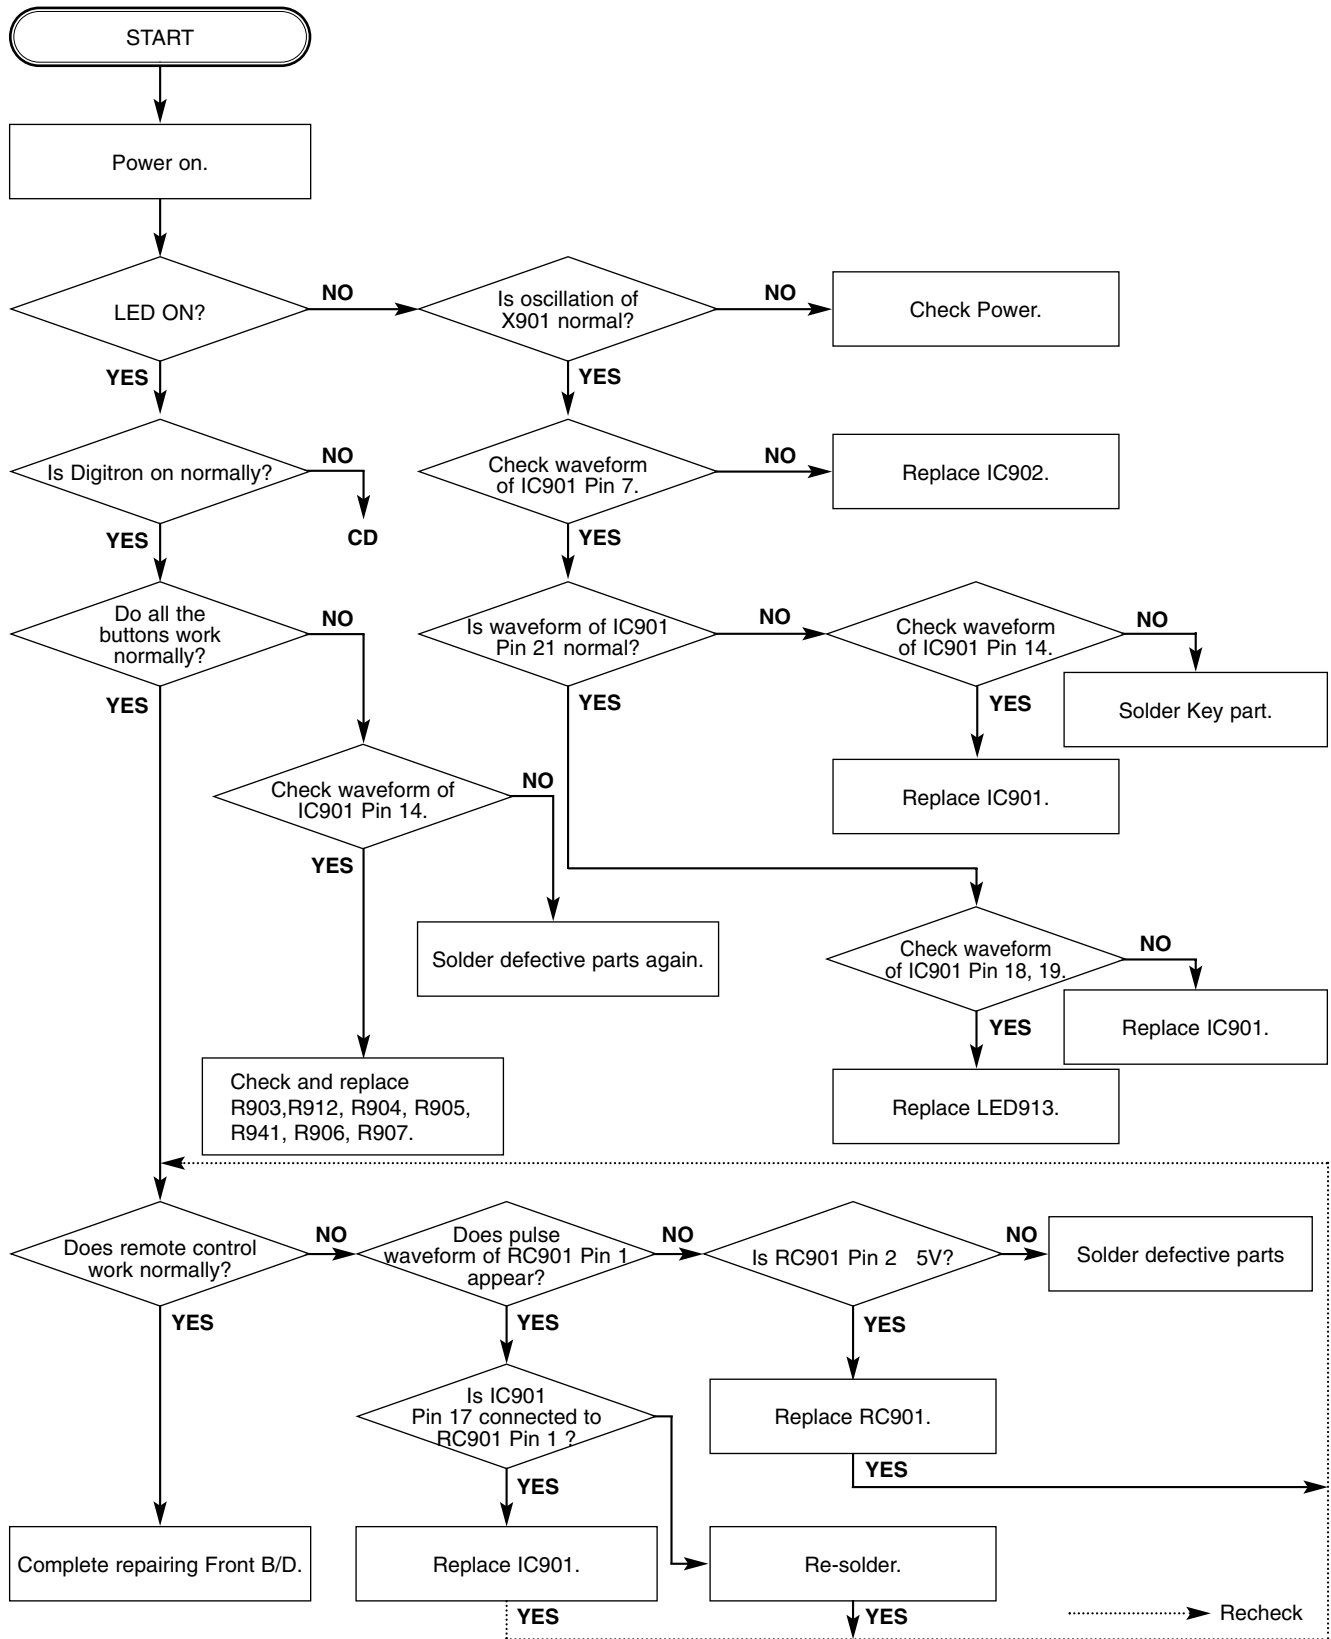 START
Power on.
LED ON?
NO
Is oscillation of
X901 normal?
NO
Check Power.
YES
YES
Is Digitron on normally?
NO
CD
Check waveform
of IC901 Pin 7.
NO
Replace IC902.
YES
YES
Do all the
buttons work
normally?
NO
Is waveform of IC901
Pin 21 normal?
NO
Check waveform
of IC901 Pin 14.
NO
Solder Key part.
YES
YES
YES
Replace IC901.
Check waveform of
IC901 Pin 14.
NO
YES
Solder defective parts again.
Check waveform
of IC901 Pin 18, 19.
NO
Replace IC901.
YES
Replace LED913.
Check and replace
R903,R912, R904, R905,
R941, R906, R907.
Does remote control
work normally?
NO
Does pulse
waveform of RC901 Pin 1
appear?
NO
Is RC901 Pin 2 5V?
NO
Solder defective parts
YES
YES
YES
Is IC901
Pin 17 connected to
RC901 Pin 1 ?
Replace RC901.
YES
YES
Complete repairing Front B/D.
Replace IC901.
Re-solder.
YES
YES
Recheck